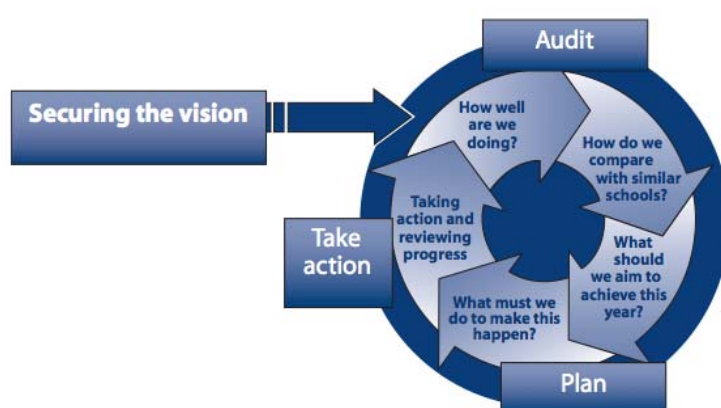 Audit
Securing the vision
How well
are we
doing?
How do we
compare
with similar
schools?
What
should
we aim to
achieve this
year?
What must we
do to make this
happen?
Taking
action and
reviewing
progress
Take
action
Plan